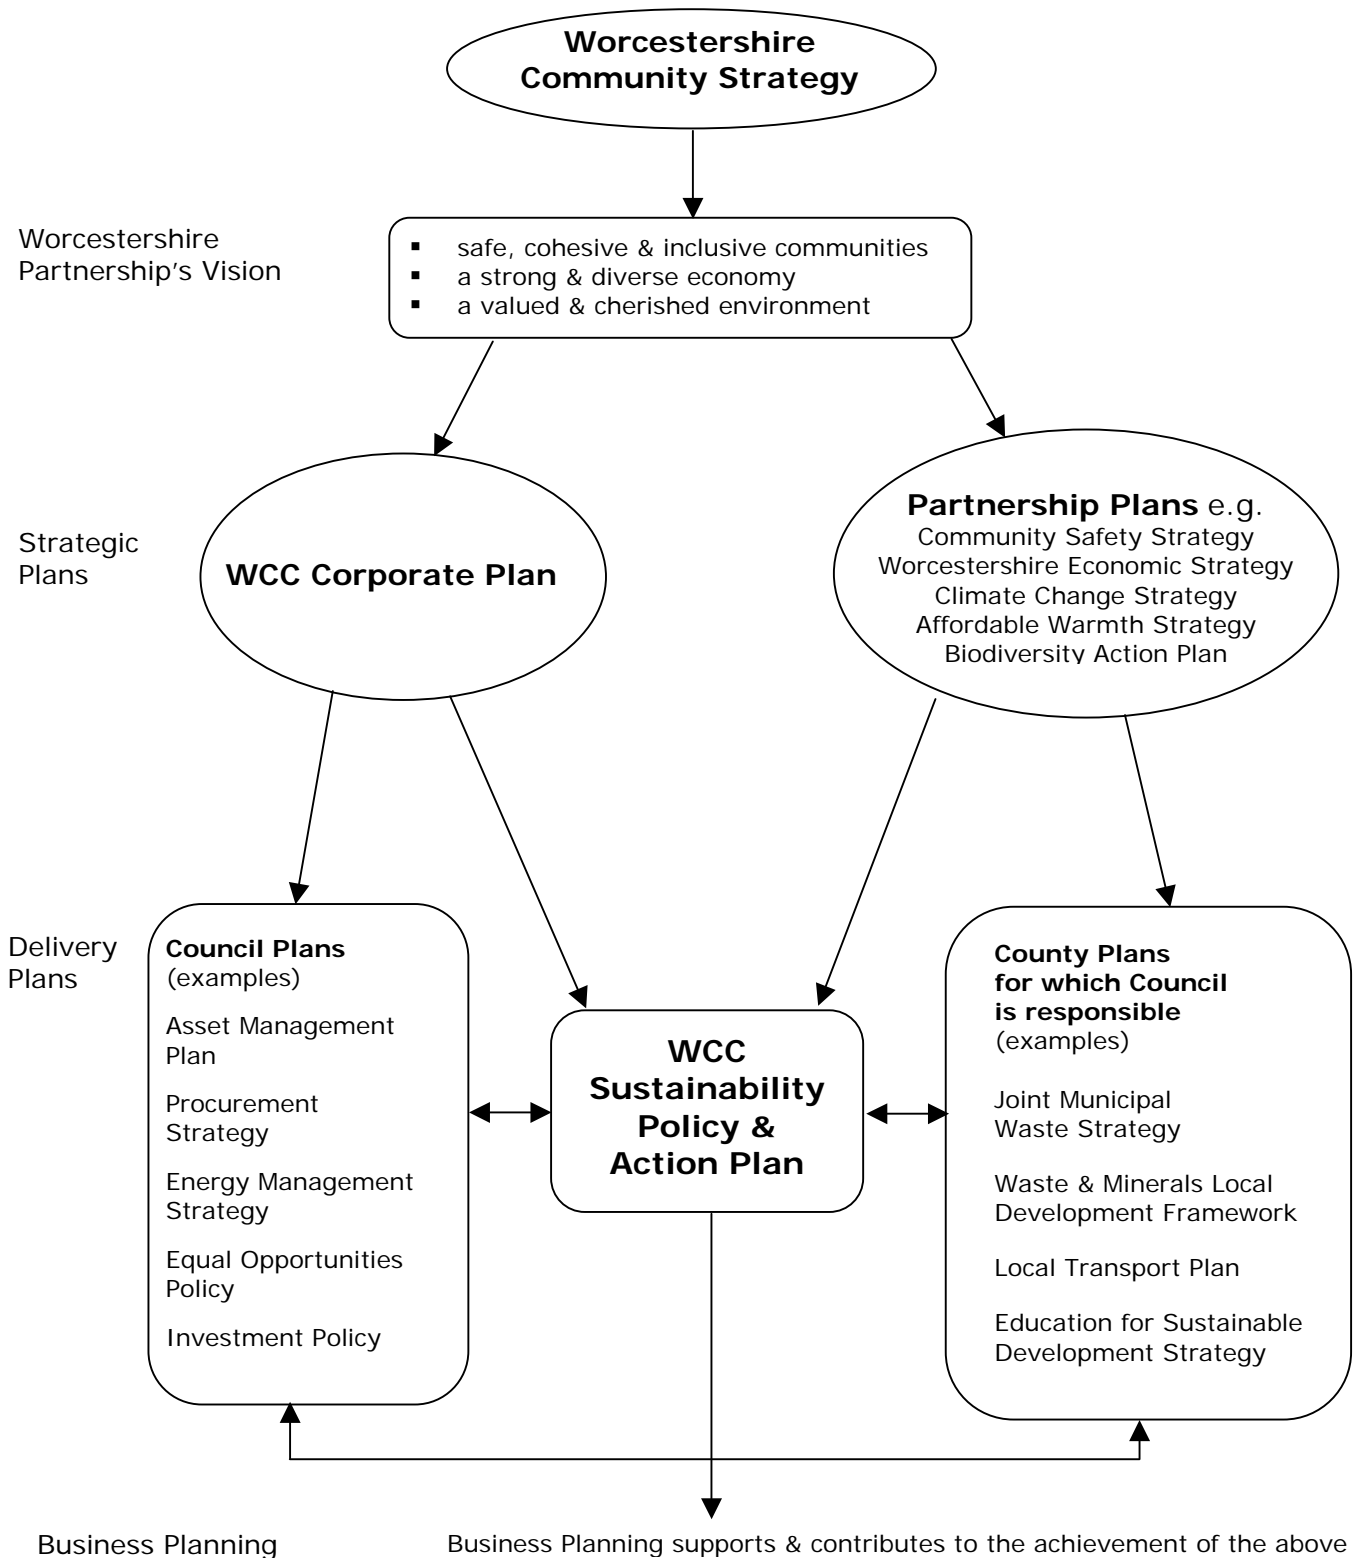 Worcestershire
Community Strategy
Worcestershire
Partnership's Vision
▪ safe, cohesive & inclusive communities
▪ a strong & diverse economy
▪ a valued & cherished environment
Strategic
Plans
WCC Corporate Plan
Partnership Plans e.g.
Community Safety Strategy
Worcestershire Economic Strategy
Climate Change Strategy
Affordable Warmth Strategy
Biodiversity Action Plan
Delivery
Plans
Council Plans
(examples)
Asset Management
Plan
Procurement
Strategy
Energy Management
Strategy
Equal Opportunities
Policy
Investment Policy
WCC
Sustainability
Policy &
Action Plan
County Plans
for which Council
is responsible
(examples)
Joint Municipal
Waste Strategy
Waste & Minerals Local
Development Framework
Local Transport Plan
Education for Sustainable
Development Strategy
Business Planning
Business Planning supports & contributes to the achievement of the above